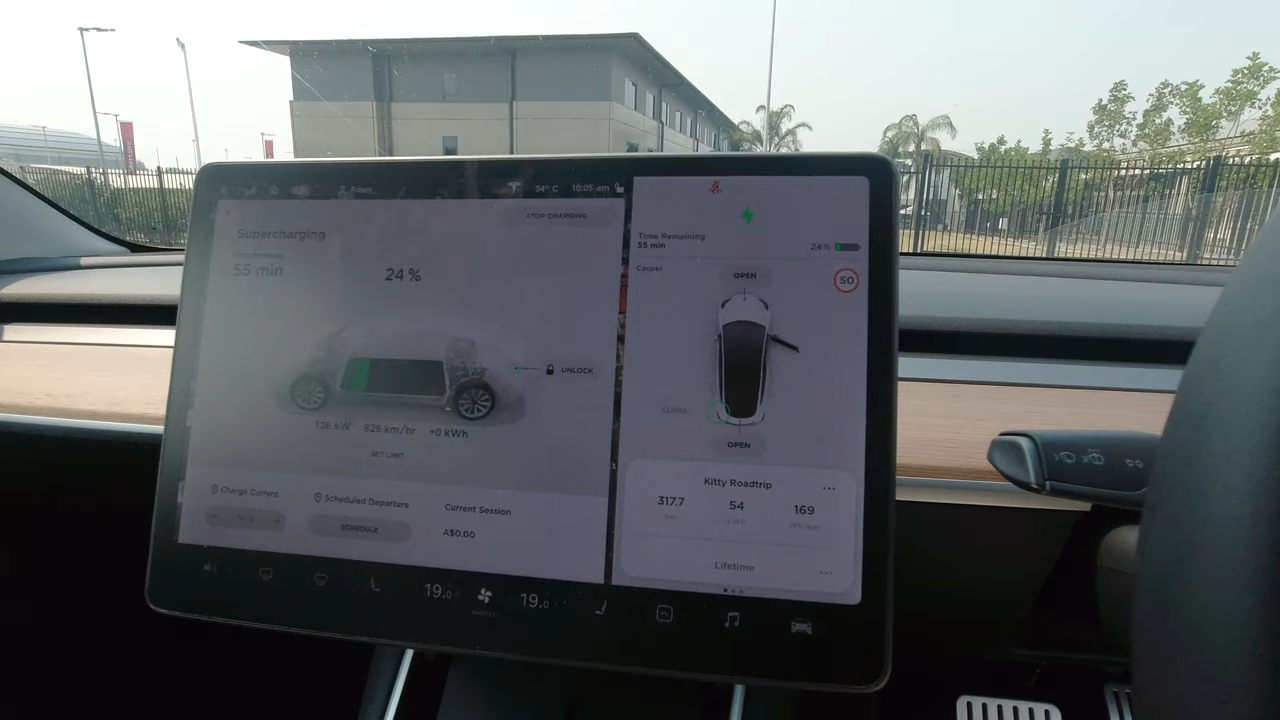 Adam
34°C
10:05 am
STOP CHARGING
Supercharging
55 min
24 %
UNLOCK
126 kW
828 km/hr
+0 kWh
SET LIMIT
Charge Current
Scheduled Departure
SCHEDULE
Current Session
A$0.00
Time Remaining
55 min
24 %
Casper
50
OPEN
CLOSE
OPEN
Kitty Roadtrip
317.7
54
169
Lifetime
19.0
19.0